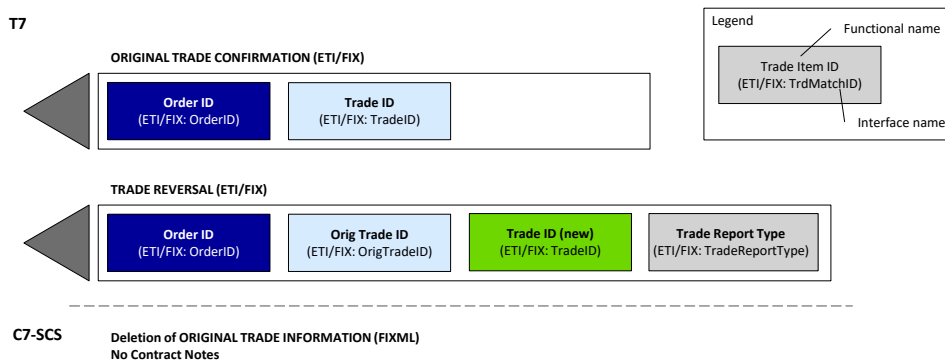 T7
Legend
Functional name
Trade Item ID
(ETI/FIX: TrdMatchID)
Interface name
ORIGINAL TRADE CONFIRMATION (ETI/FIX)
Order ID
(ETI/FIX: OrderID)
Trade ID
(ETI/FIX: TradeID)
TRADE REVERSAL (ETI/FIX)
Order ID
(ETI/FIX: OrderID)
Orig Trade ID
(ETI/FIX: OrigTradeID)
Trade ID (new)
(ETI/FIX: TradeID)
Trade Report Type
(ETI/FIX: TradeReportType)
C7-SCS
Deletion of ORIGINAL TRADE INFORMATION (FIXML)
No Contract Notes